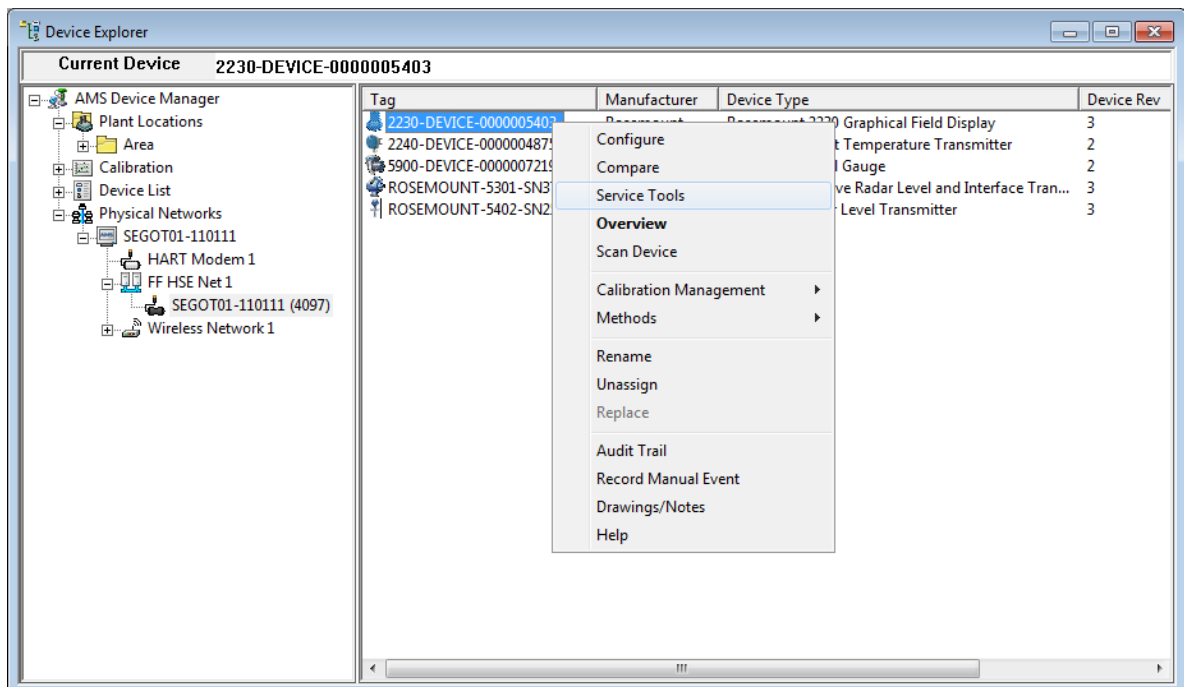 Device Explorer
Current Device 2230-DEVICE-0000005403
AMS Device Manager
Plant Locations
Area
Calibration
Device List
Physical Networks
SEGOT01-110111
HART Modem 1
FF HSE Net 1
SEGOT01-110111 (4097)
Wireless Network 1
Tag Manufacturer Device Type Device Rev
2230-DEVICE-0000005403 Rosemount Rosemount 2230 Graphical Field Display 3
2240-DEVICE-000000487 t Temperature Transmitter 2
5900-DEVICE-0000007219 l Gauge 2
ROSEMOUNT-5301-SN3 ve Radar Level and Interface Tran... 3
ROSEMOUNT-5402-SN2 r Level Transmitter 3
Configure
Compare
Service Tools
Overview
Scan Device
Calibration Management
Methods
Rename
Unassign
Replace
Audit Trail
Record Manual Event
Drawings/Notes
Help